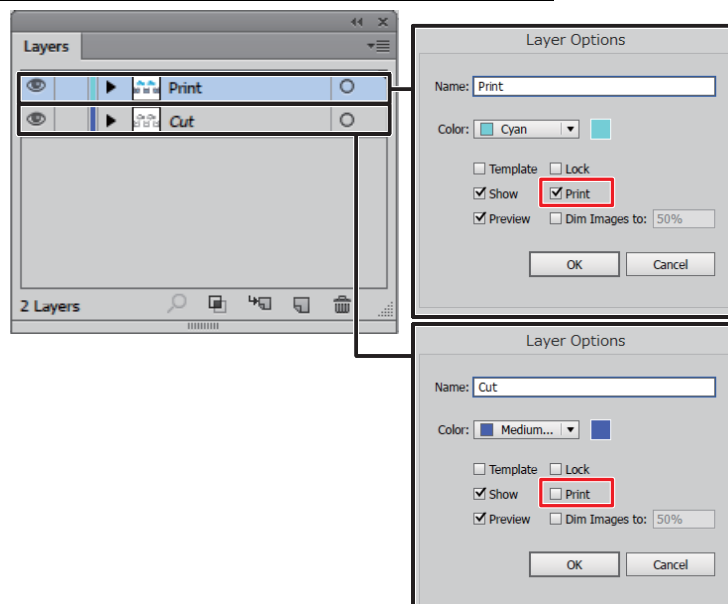 Layers
Print
Cut
2 Layers
Layer Options
Name: Print
Color: Cyan
Template Lock
Show Print
Preview Dim Images to: 50%
OK Cancel
Layer Options
Name: Cut
Color: Medium...
Template Lock
Show Print
Preview Dim Images to: 50%
OK Cancel